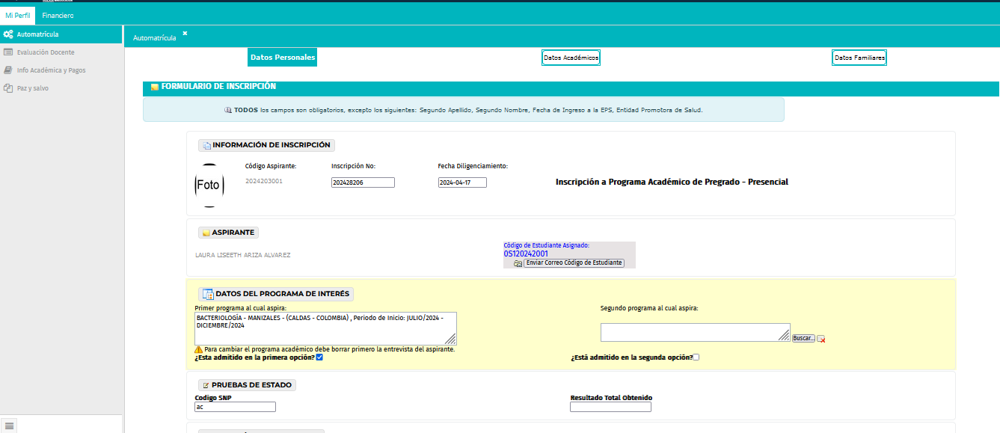 Mi Perfil Financiero
Automatrícula
Evaluación Docente
Info Académica y Pagos
Paz y salvo
Automatrícula
Datos Personales Datos Académicos Datos Familiares
FORMULARIO DE INSCRIPCIÓN
TODOS los campos son obligatorios, excepto los siguientes: Segundo Apellido, Segundo Nombre, Fecha de Ingreso a la EPS, Entidad Promotora de Salud.
INFORMACIÓN DE INSCRIPCIÓN
Foto
Código Aspirante: Inscripción No: Fecha Diligenciamiento:
2024203001 202428206 2024-04-17 Inscripción a Programa Académico de Pregrado - Presencial
ASPIRANTE
LAURA LISEETH ARIZA ALVAREZ
Código de Estudiante Asignado:
0S120242001
Enviar Correo Código de Estudiante
DATOS DEL PROGRAMA DE INTERÉS
Primer programa al cual aspira: Segundo programa al cual aspira:
BACTERIOLOGÍA - MANIZALES - (CALDAS - COLOMBIA) , Periodo de Inicio: JULIO/2024 -
DICIEMBRE/2024
Buscar...
Para cambiar el programa académico debe borrar primero la entrevista del aspirante.
¿Esta admitido en la primera opción? ¿Está admitido en la segunda opción?
PRUEBAS DE ESTADO
Codigo SNP Resultado Total Obtenido
ac